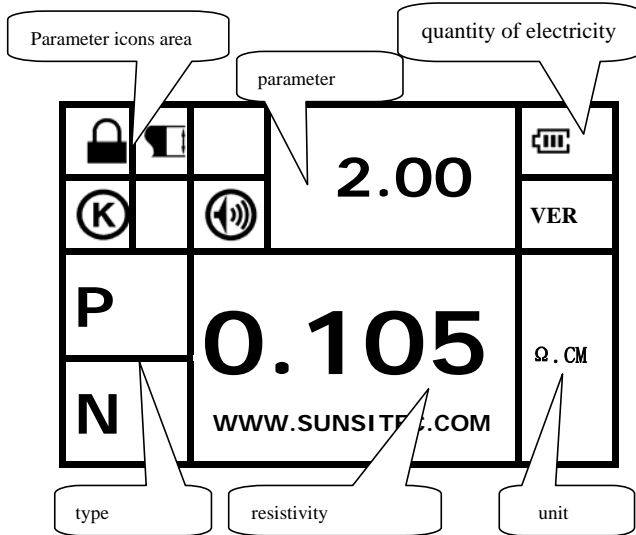 Parameter icons area
quantity of electricity
parameter
2.00
K
VER
P
0.105
Ω.CM
N
type
resistivity
unit